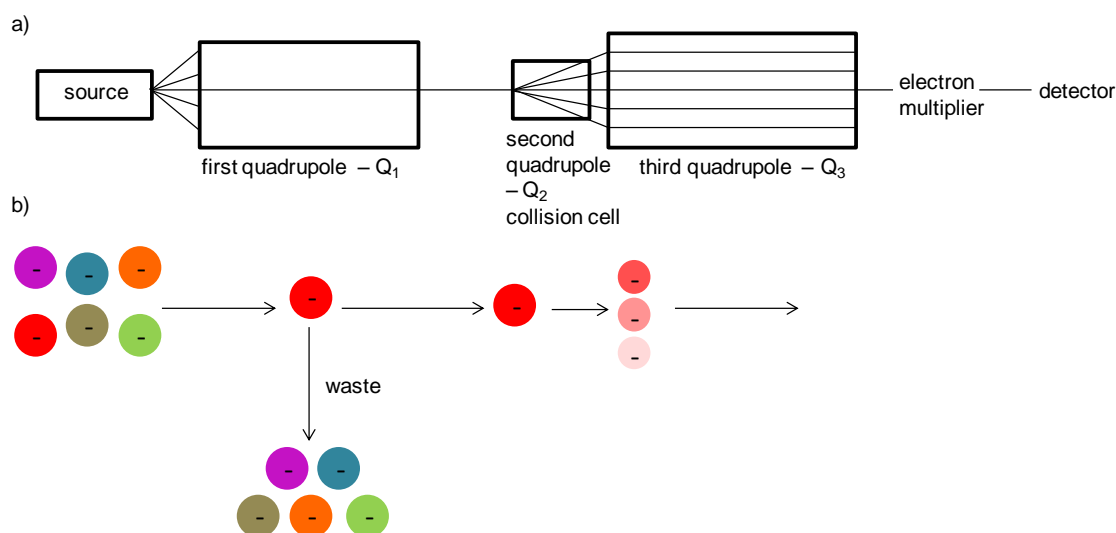 a)
source
first quadrupole – Q₁
second
quadrupole
– Q₂
collision cell
third quadrupole – Q₃
electron
multiplier
detector
b)
- - -
- - -
-
-
-
-
-
waste
- -
- - -